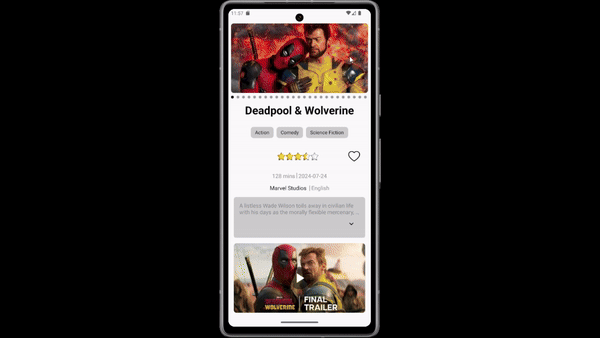 11:57
Deadpool & Wolverine
Action Comedy Science Fiction
128 mins | 2024-07-24
Marvel Studios | English
A listless Wade Wilson toils away in civilian life
with his days as the morally flexible mercenary,
...
WOLVERINE
FINAL
TRAILER